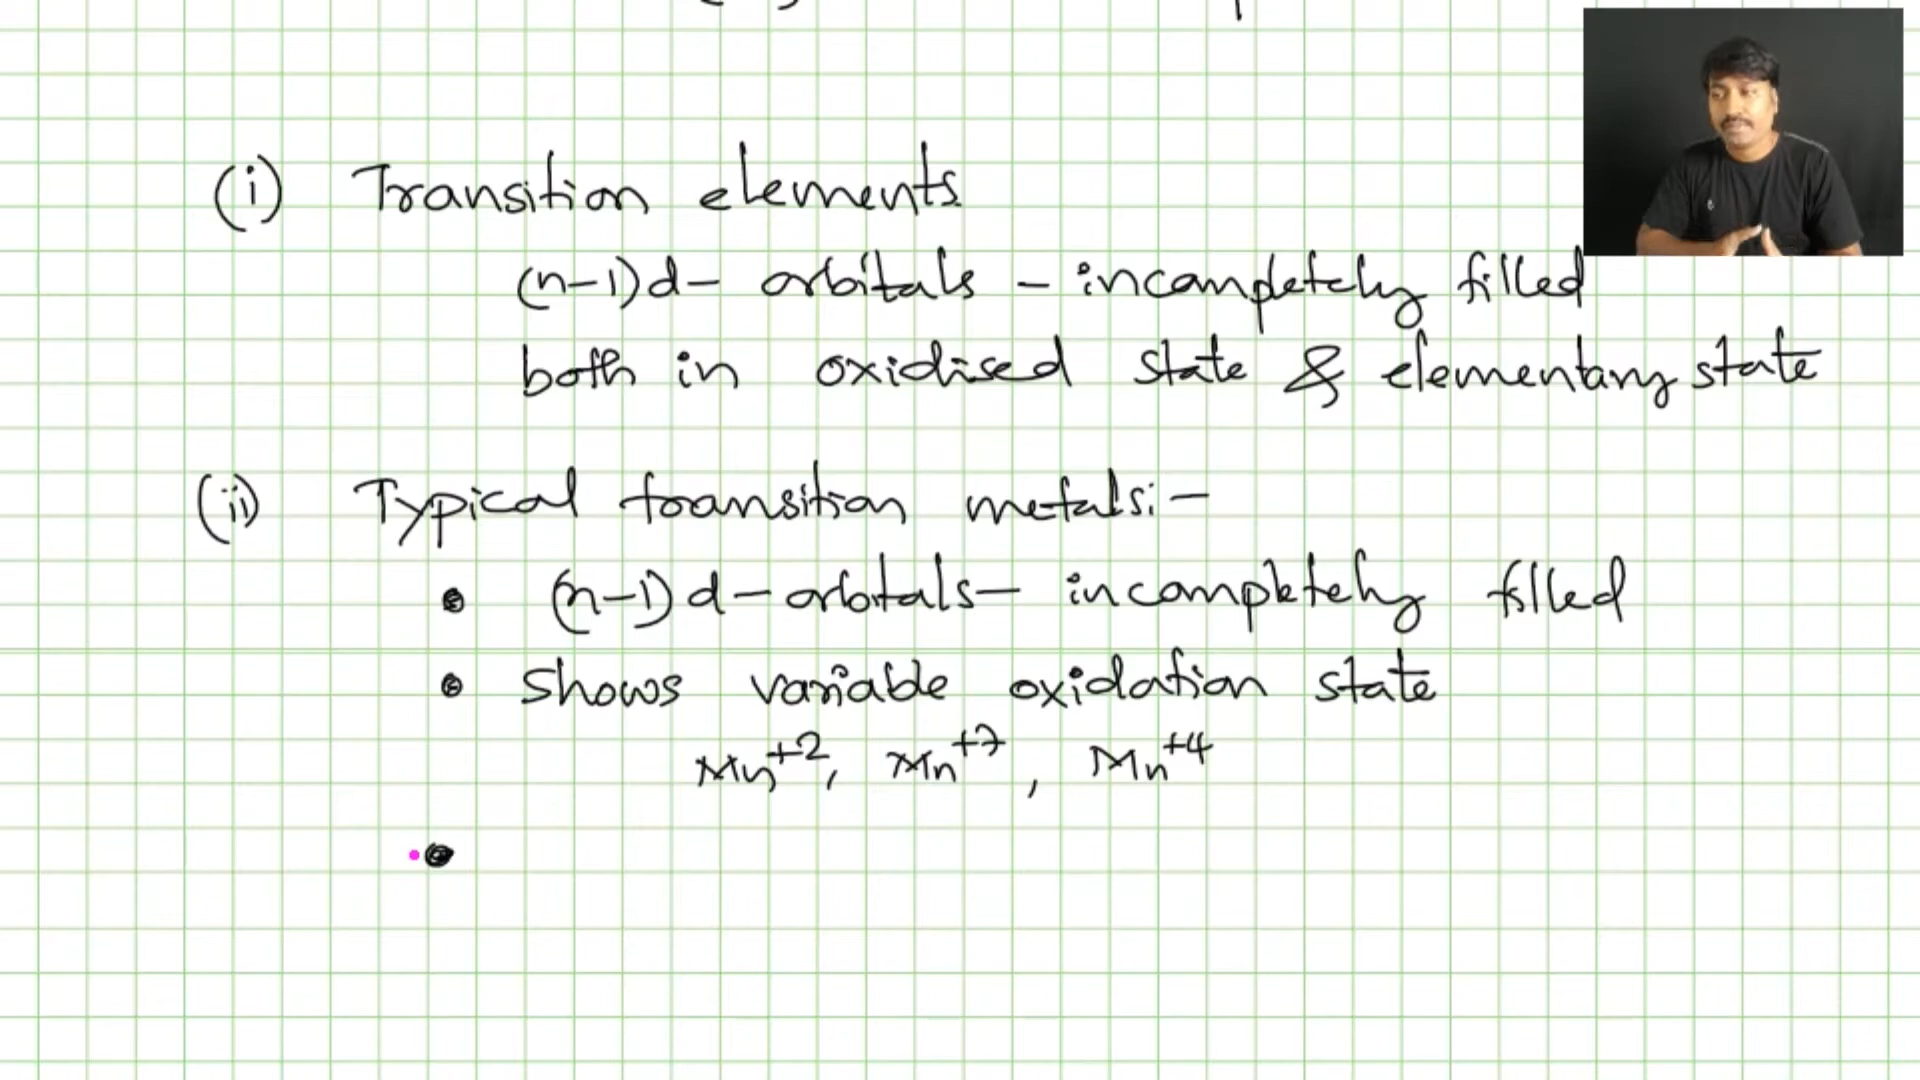 (i) Transition elements
(n-1)d- orbitals - incompletely filled
both in oxidised state & elementary state
(ii) Typical transition metals:-
• (n-1)d-orbitals- incompletely filled
• shows variable oxidation state
Mn⁺², Mn⁺⁷, Mn⁺⁴
•